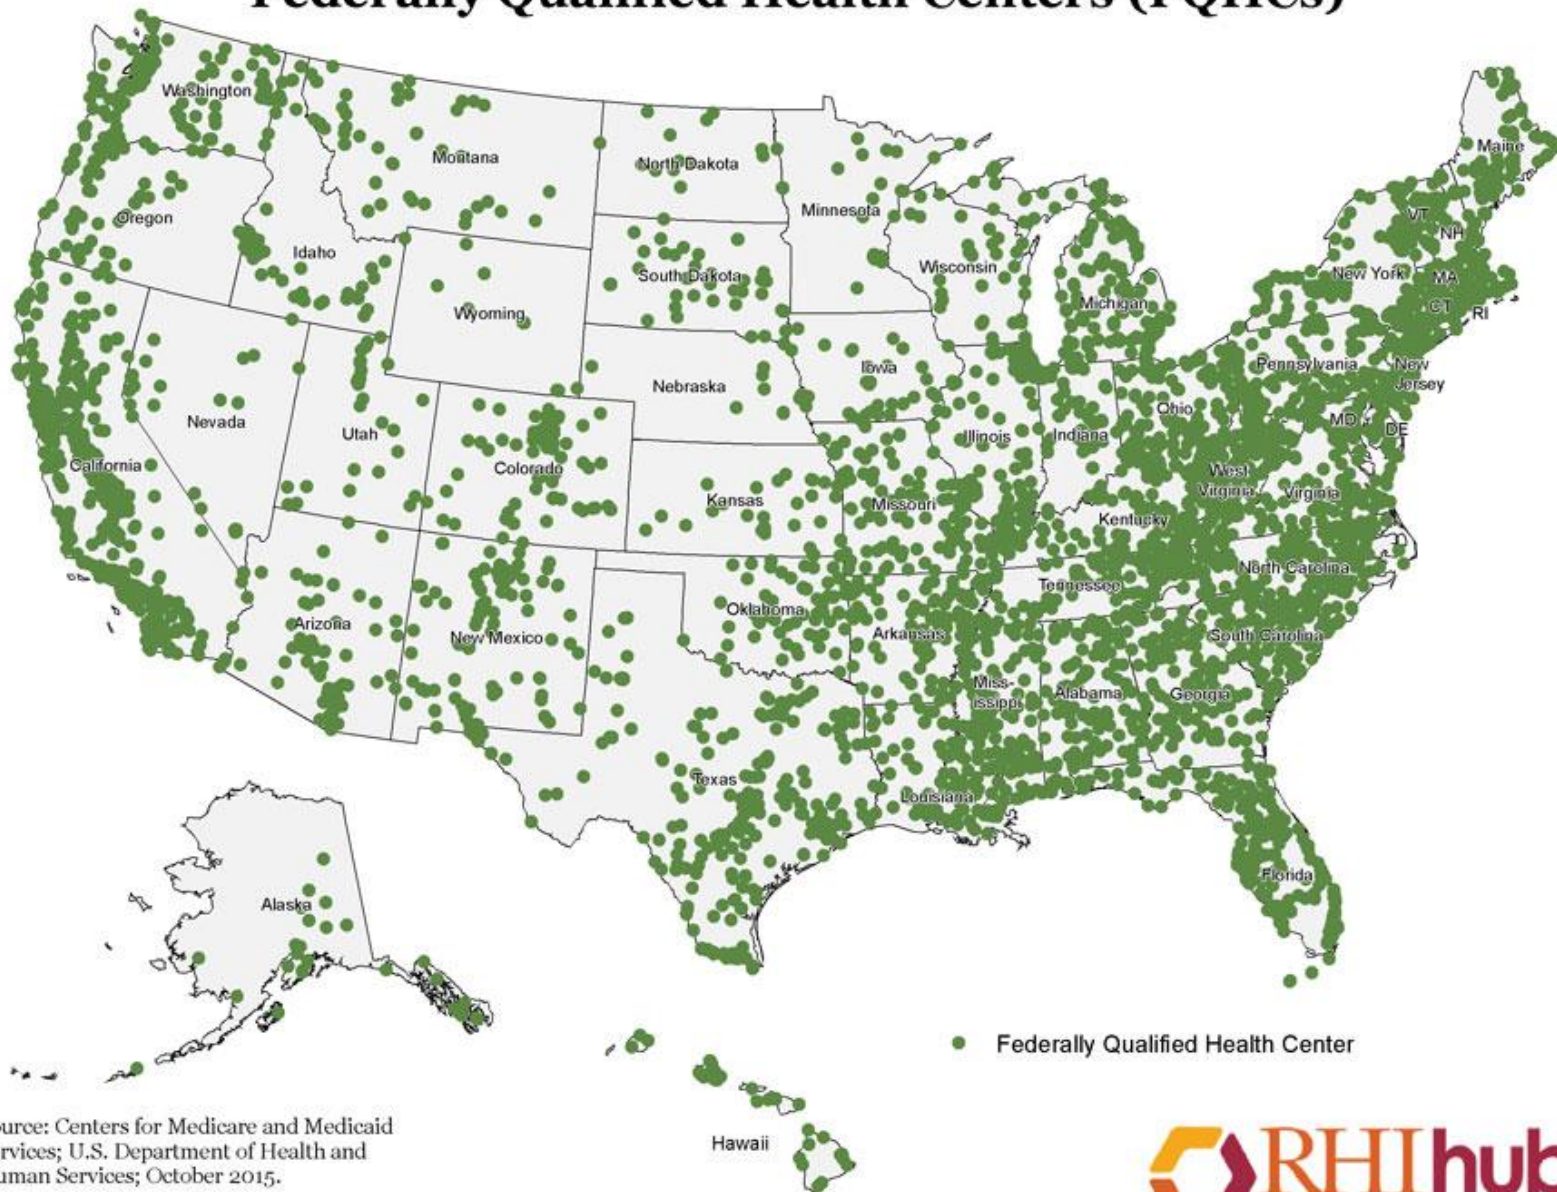 Federally Qualified Health Centers (FQHCs)
Washington
Montana
North Dakota
Maine
Oregon
Minnesota
VT
NH
Idaho
Wisconsin
South Dakota
New York
MA
Michigan
CT
RI
Wyoming
Iowa
Pennsylvania
New
Jersey
Nebraska
Ohio
Nevada
Utah
Illinois
Indiana
MD
DE
California
Colorado
West
Virginia
Virginia
Kansas
Missouri
Kentucky
North Carolina
Tennessee
Oklahoma
Arizona
New Mexico
Arkansas
South Carolina
Miss-
issippi
Alabama
Georgia
Texas
Louisiana
Florida
Alaska
Federally Qualified Health Center
Hawaii
ource: Centers for Medicare and Medicaid
rvices; U.S. Department of Health and
uman Services; October 2015.
RHIhub